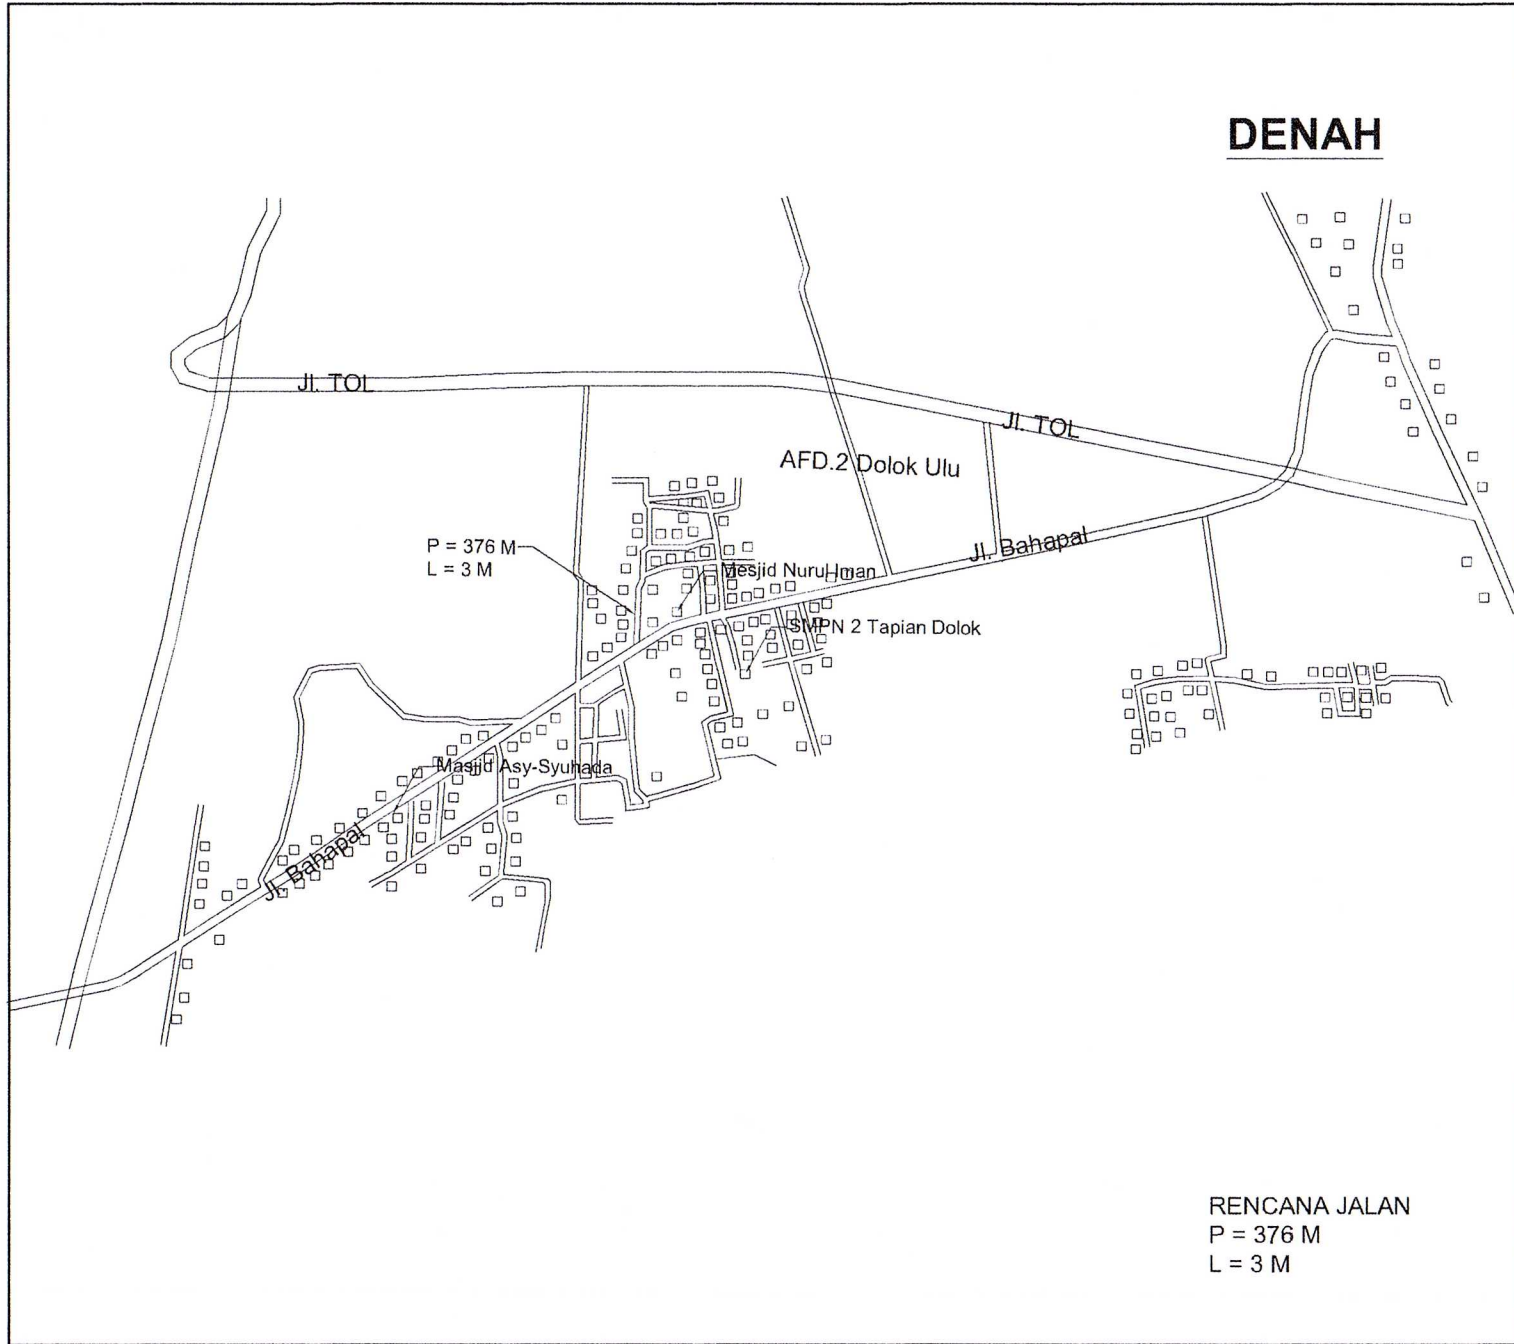 DENAH
Jl. TOL
Jl. TOL
AFD.2 Dolok Ulu
Jl. Bahapal
P = 376 M
L = 3 M
Mesjid Nurul Iman
SMPN 2 Tapian Dolok
Masjid Asy-Syuhada
Jl. Bahapal
RENCANA JALAN
P = 376 M
L = 3 M